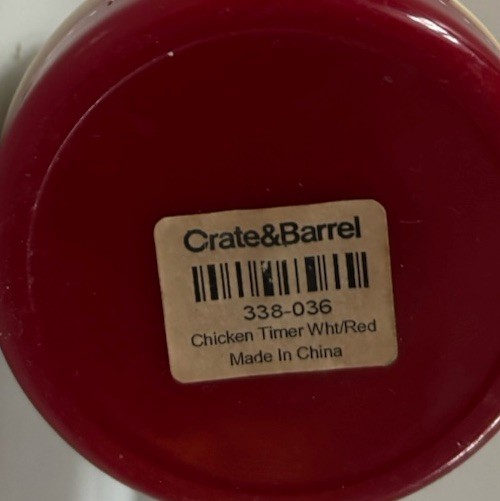 Crate&Barrel
338-036
Chicken Timer Wht/Red
Made In China